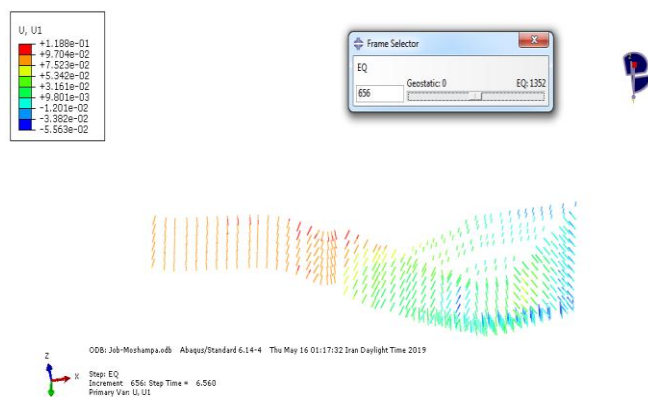 U, U1
+1.188e-01
+9.704e-02
+7.523e-02
+5.342e-02
+3.161e-02
+9.801e-03
-1.201e-02
-3.382e-02
-5.563e-02
Frame Selector
EQ
Geostatic: 0 EQ: 1352
656
ODB: Job-Moshampa.odb Abaqus/Standard 6.14-4 Thu May 16 01:17:32 Iran Daylight Time 2019
Z
X
Step: EQ
Increment 656: Step Time = 6.560
Primary Var: U, U1